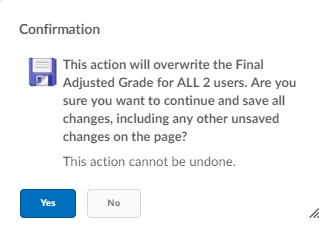 Confirmation
This action will overwrite the Final
Adjusted Grade for ALL 2 users. Are you
sure you want to continue and save all
changes, including any other unsaved
changes on the page?
This action cannot be undone.
Yes
No